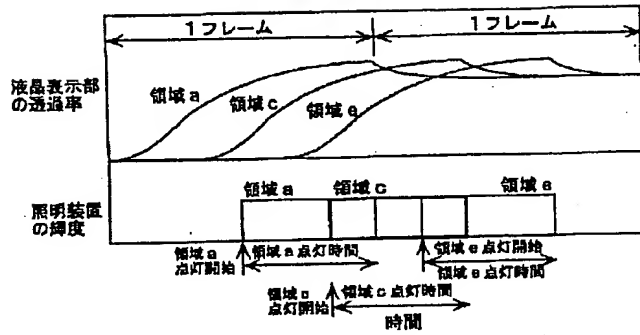 1フレーム 1フレーム
液晶表示部
の透過率
領域a
領域c
領域e
領域a 領域c 領域e
照明装置
の輝度
領域a
点灯開始
領域a点灯時間
領域e点灯開始
領域e点灯時間
領域c
点灯開始
領域c点灯時間
時間